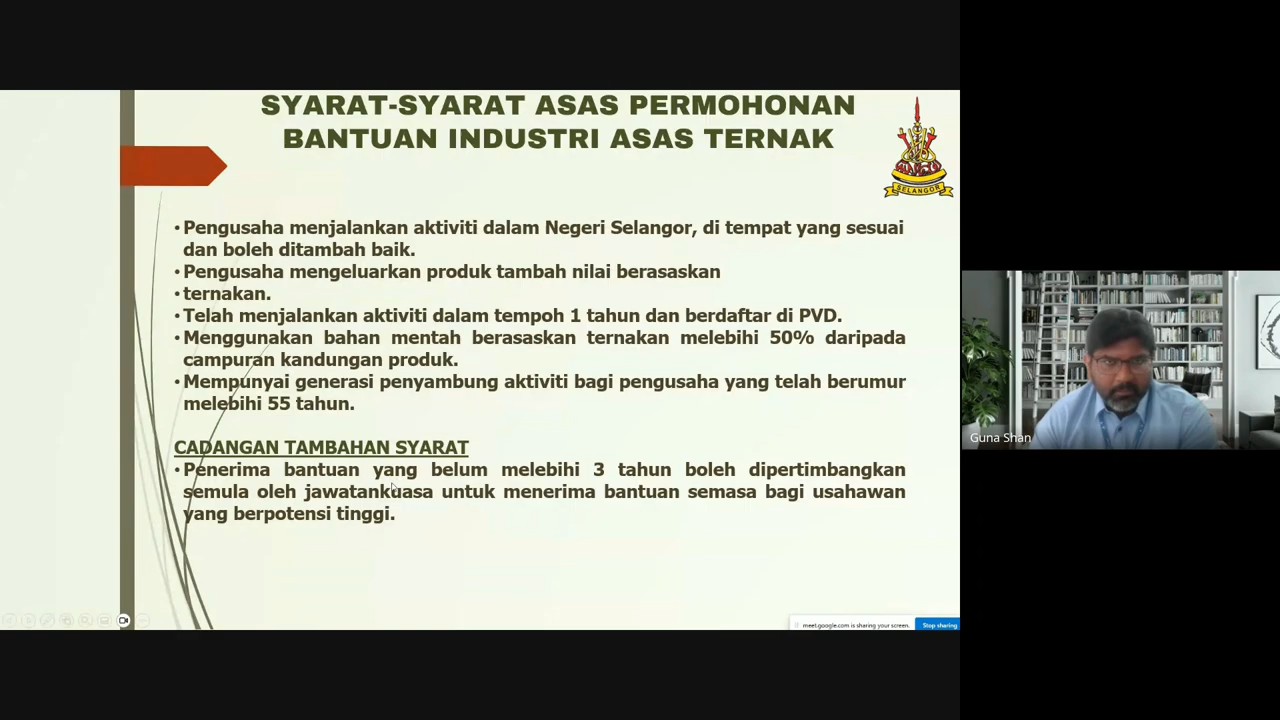 SYARAT-SYARAT ASAS PERMOHONAN
BANTUAN INDUSTRI ASAS TERNAK
SELANGOR
• Pengusaha menjalankan aktiviti dalam Negeri Selangor, di tempat yang sesuai
dan boleh ditambah baik.
• Pengusaha mengeluarkan produk tambah nilai berasaskan
• ternakan.
• Telah menjalankan aktiviti dalam tempoh 1 tahun dan berdaftar di PVD.
• Menggunakan bahan mentah berasaskan ternakan melebihi 50% daripada
campuran kandungan produk.
• Mempunyai generasi penyambung aktiviti bagi pengusaha yang telah berumur
melebihi 55 tahun.
CADANGAN TAMBAHAN SYARAT
• Penerima bantuan yang belum melebihi 3 tahun boleh dipertimbangkan
semula oleh jawatankuasa untuk menerima bantuan semasa bagi usahawan
yang berpotensi tinggi.
meet.google.com is sharing your screen.
Stop sharing
Guna Shan